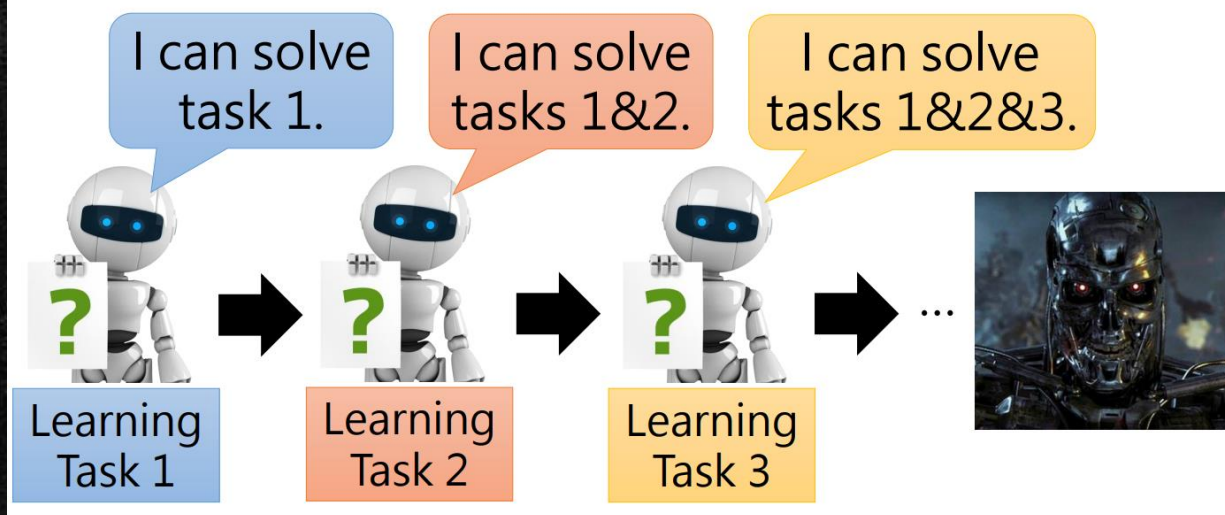 I can solve
task 1.
I can solve
tasks 1&2.
I can solve
tasks 1&2&3.
?
?
?
...
Learning
Task 1
Learning
Task 2
Learning
Task 3